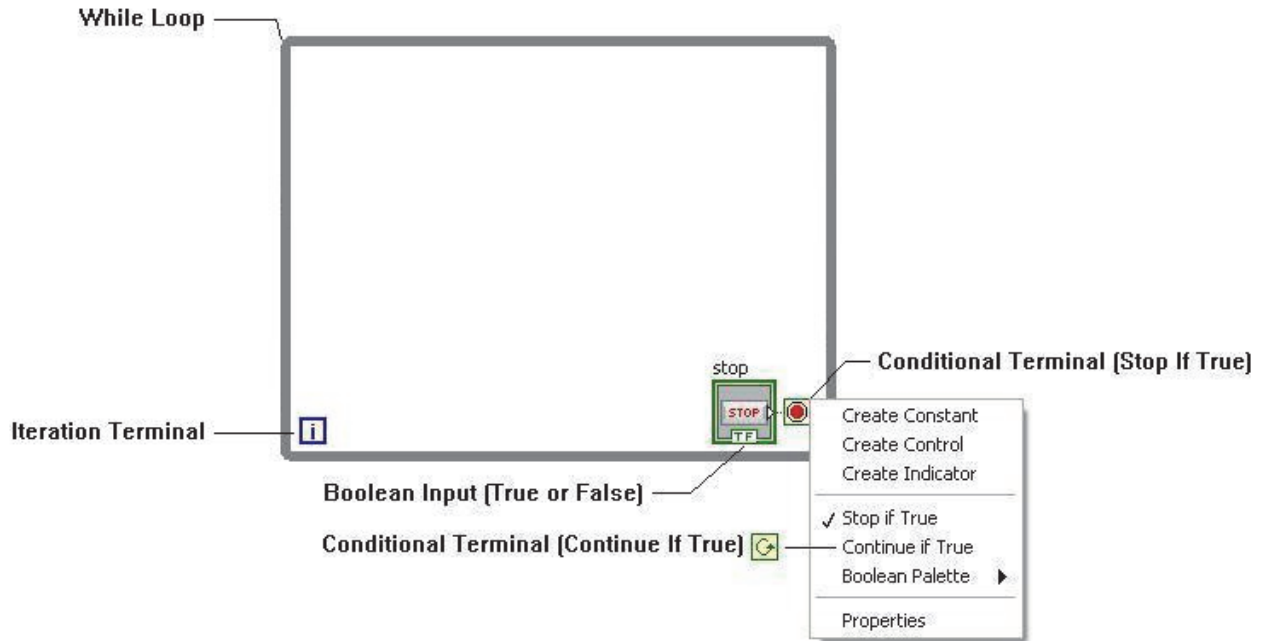 While Loop
stop
Conditional Terminal (Stop If True)
STOP
TF
Iteration Terminal
i
Create Constant
Create Control
Create Indicator
Boolean Input (True or False)
Stop if True
Conditional Terminal (Continue If True)
Continue if True
Boolean Palette
Properties